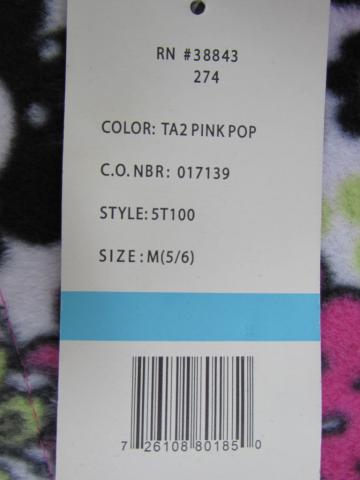 RN #38843
274
COLOR: TA2 PINK POP
C.O. NBR: 017139
STYLE: 5T100
SIZE: M(5/6)
7 26108 80185 0